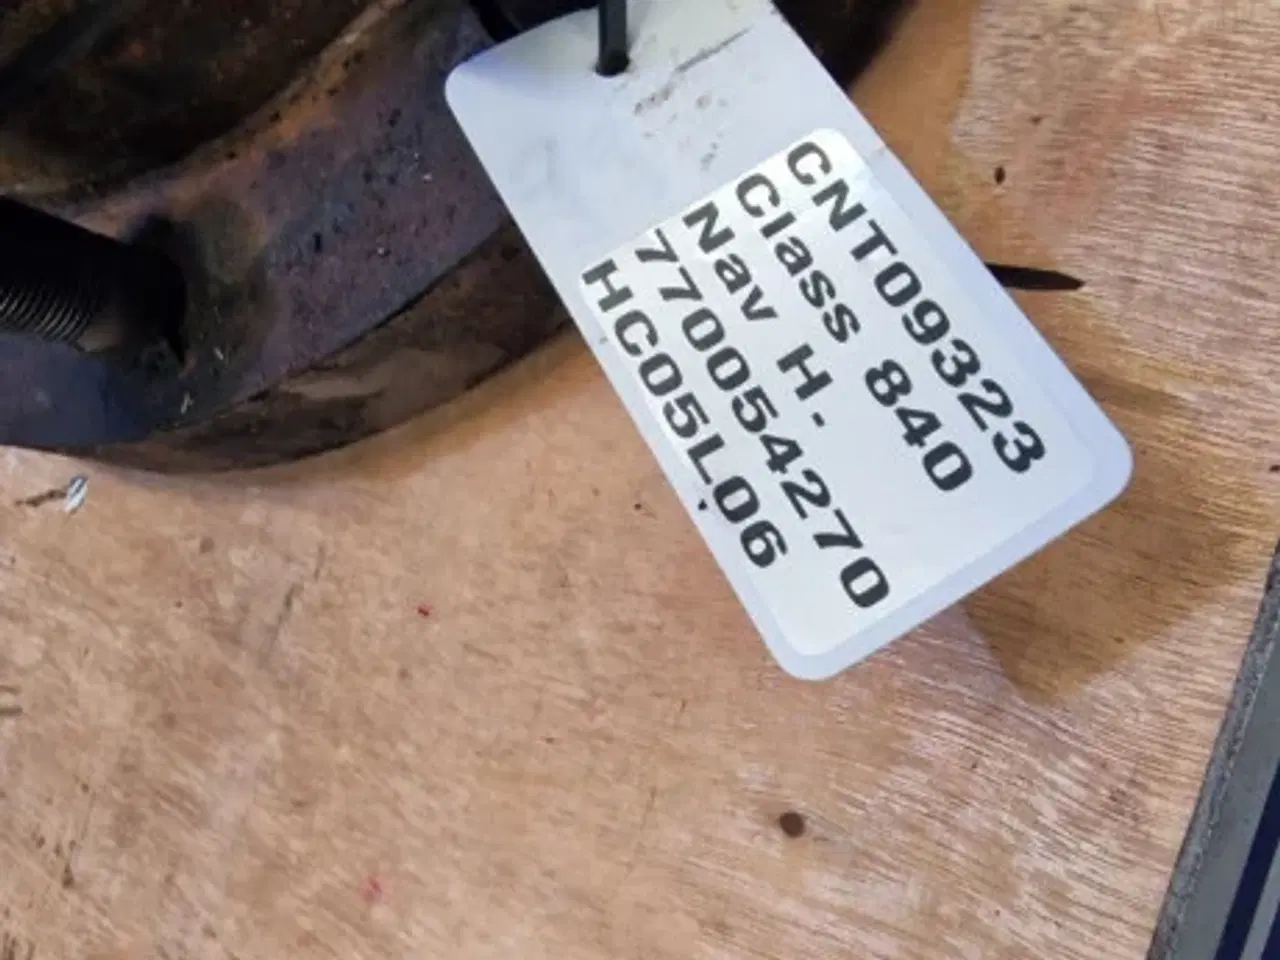 CNT09323
Class 840
Nav H.
7700054270
HC05L06